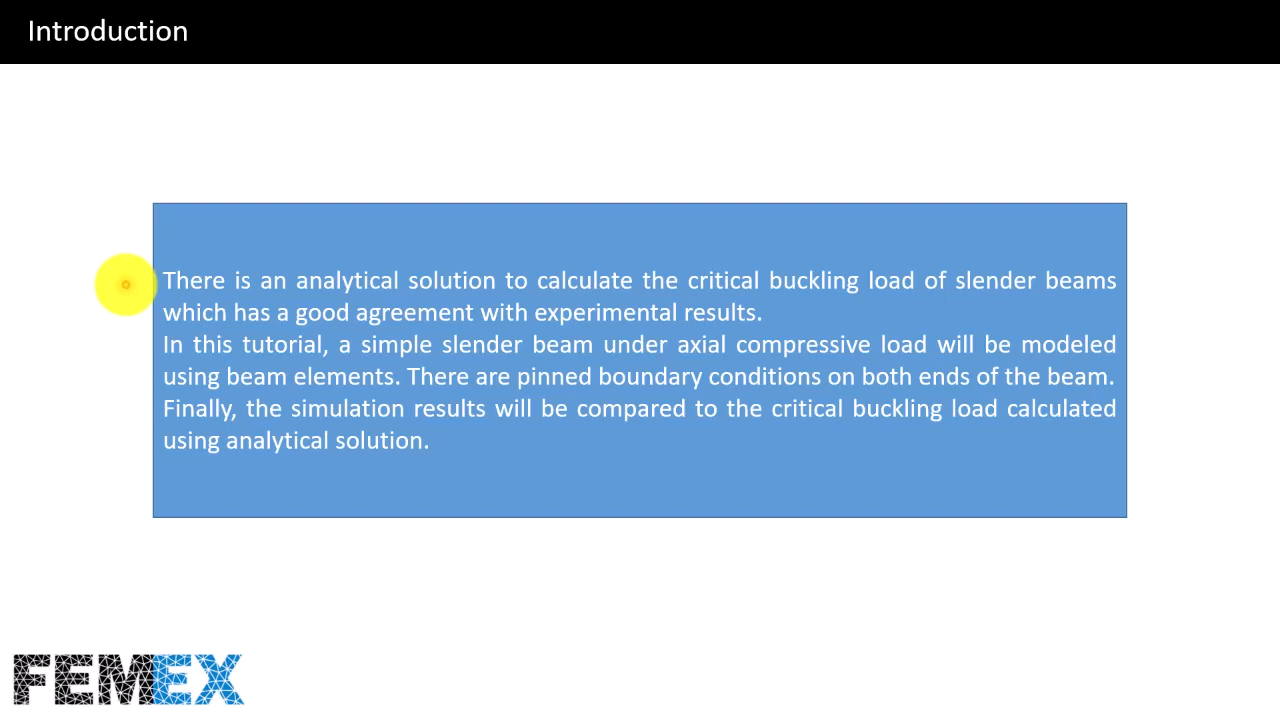 Introduction
There is an analytical solution to calculate the critical buckling load of slender beams
which has a good agreement with experimental results.
In this tutorial, a simple slender beam under axial compressive load will be modeled
using beam elements. There are pinned boundary conditions on both ends of the beam.
Finally, the simulation results will be compared to the critical buckling load calculated
using analytical solution.
FEMEX